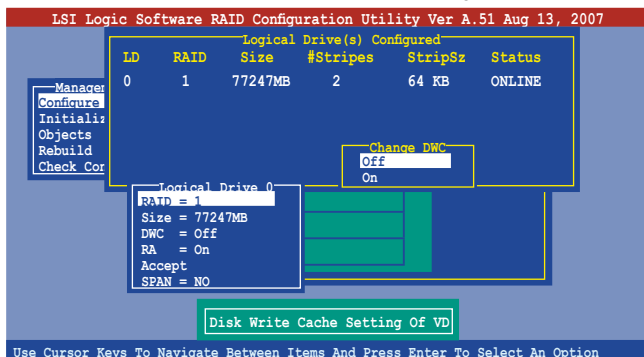 LSI Logic Software RAID Configuration Utility Ver A.51 Aug 13, 2007
Logical Drive(s) Configured
LD RAID Size #Stripes StripSz Status
0 1 77247MB 2 64 KB ONLINE
Managem
Configure
Initializ
Objects
Rebuild
Check Con
Change DWC
Off
On
Logical Drive 0
RAID = 1
Size = 77247MB
DWC = Off
RA = On
Accept
SPAN = NO
Disk Write Cache Setting Of VD
Use Cursor Keys To Navigate Between Items And Press Enter To Select An Option